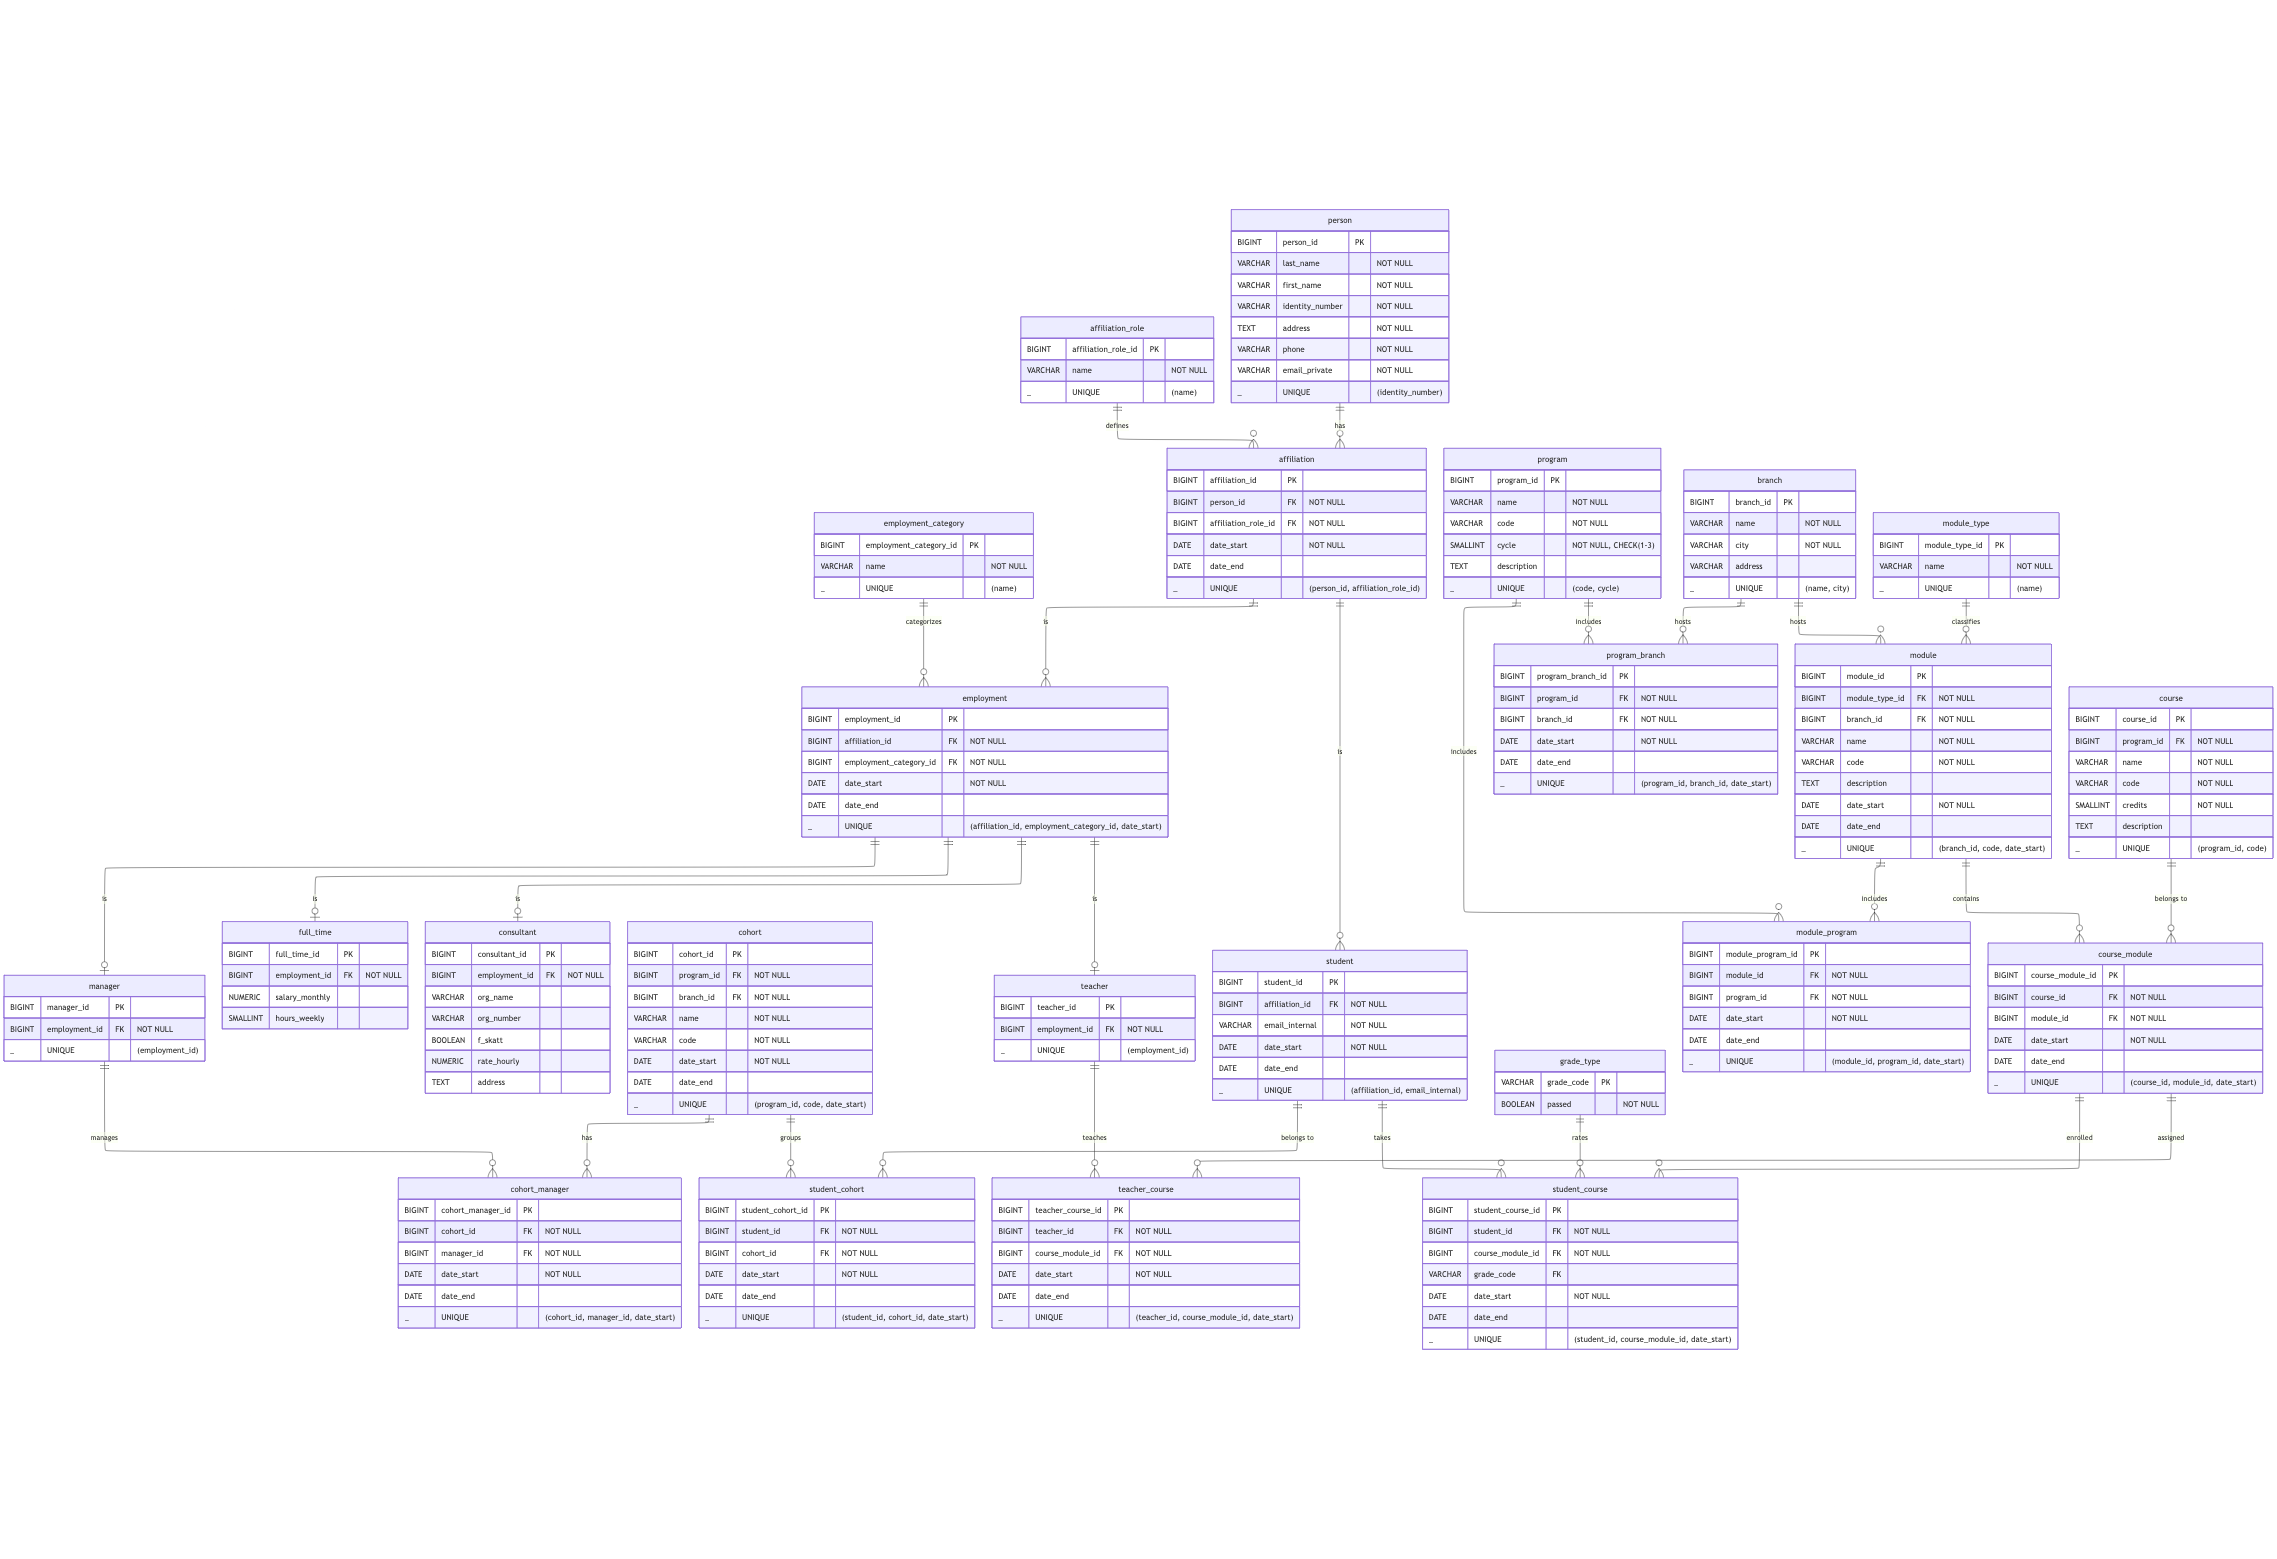 person
BIGINT person_id PK
VARCHAR last_name NOT NULL
VARCHAR first_name NOT NULL
VARCHAR identity_number NOT NULL
TEXT address NOT NULL
VARCHAR phone NOT NULL
VARCHAR email_private NOT NULL
_ UNIQUE (identity_number)
affiliation_role
BIGINT affiliation_role_id PK
VARCHAR name NOT NULL
_ UNIQUE (name)
defines
has
affiliation
BIGINT affiliation_id PK
BIGINT person_id FK NOT NULL
BIGINT affiliation_role_id FK NOT NULL
DATE date_start NOT NULL
DATE date_end
_ UNIQUE (person_id, affiliation_role_id)
program
BIGINT program_id PK
VARCHAR name NOT NULL
VARCHAR code NOT NULL
SMALLINT cycle NOT NULL, CHECK(1-3)
TEXT description
_ UNIQUE (code, cycle)
branch
BIGINT branch_id PK
VARCHAR name NOT NULL
VARCHAR city NOT NULL
VARCHAR address
_ UNIQUE (name, city)
employment_category
BIGINT employment_category_id PK
VARCHAR name NOT NULL
_ UNIQUE (name)
module_type
BIGINT module_type_id PK
VARCHAR name NOT NULL
_ UNIQUE (name)
categorizes
is
includes
hosts
hosts
classifies
program_branch
BIGINT program_branch_id PK
BIGINT program_id FK NOT NULL
BIGINT branch_id FK NOT NULL
DATE date_start NOT NULL
DATE date_end
_ UNIQUE (program_id, branch_id, date_start)
module
BIGINT module_id PK
BIGINT module_type_id FK NOT NULL
BIGINT branch_id FK NOT NULL
VARCHAR name NOT NULL
VARCHAR code NOT NULL
TEXT description
DATE date_start NOT NULL
DATE date_end
_ UNIQUE (branch_id, code, date_start)
employment
BIGINT employment_id PK
BIGINT affiliation_id FK NOT NULL
BIGINT employment_category_id FK NOT NULL
DATE date_start NOT NULL
DATE date_end
_ UNIQUE (affiliation_id, employment_category_id, date_start)
course
BIGINT course_id PK
BIGINT program_id FK NOT NULL
VARCHAR name NOT NULL
VARCHAR code NOT NULL
SMALLINT credits NOT NULL
TEXT description
_ UNIQUE (program_id, code)
is
includes
is
is
is
is
includes
contains
belongs to
full_time
BIGINT full_time_id PK
BIGINT employment_id FK NOT NULL
NUMERIC salary_monthly
SMALLINT hours_weekly
consultant
BIGINT consultant_id PK
BIGINT employment_id FK NOT NULL
VARCHAR org_name
VARCHAR org_number
BOOLEAN f_skatt
NUMERIC rate_hourly
TEXT address
cohort
BIGINT cohort_id PK
BIGINT program_id FK NOT NULL
BIGINT branch_id FK NOT NULL
VARCHAR name NOT NULL
VARCHAR code NOT NULL
DATE date_start NOT NULL
DATE date_end
_ UNIQUE (program_id, code, date_start)
module_program
BIGINT module_program_id PK
BIGINT module_id FK NOT NULL
BIGINT program_id FK NOT NULL
DATE date_start NOT NULL
DATE date_end
_ UNIQUE (module_id, program_id, date_start)
course_module
BIGINT course_module_id PK
BIGINT course_id FK NOT NULL
BIGINT module_id FK NOT NULL
DATE date_start NOT NULL
DATE date_end
_ UNIQUE (course_id, module_id, date_start)
student
BIGINT student_id PK
BIGINT affiliation_id FK NOT NULL
VARCHAR email_internal NOT NULL
DATE date_start NOT NULL
DATE date_end
_ UNIQUE (affiliation_id, email_internal)
manager
BIGINT manager_id PK
BIGINT employment_id FK NOT NULL
_ UNIQUE (employment_id)
teacher
BIGINT teacher_id PK
BIGINT employment_id FK NOT NULL
_ UNIQUE (employment_id)
grade_type
VARCHAR grade_code PK
BOOLEAN passed NOT NULL
manages
has
groups
teaches
belongs to
takes
rates
enrolled
assigned
cohort_manager
BIGINT cohort_manager_id PK
BIGINT cohort_id FK NOT NULL
BIGINT manager_id FK NOT NULL
DATE date_start NOT NULL
DATE date_end
_ UNIQUE (cohort_id, manager_id, date_start)
student_cohort
BIGINT student_cohort_id PK
BIGINT student_id FK NOT NULL
BIGINT cohort_id FK NOT NULL
DATE date_start NOT NULL
DATE date_end
_ UNIQUE (student_id, cohort_id, date_start)
teacher_course
BIGINT teacher_course_id PK
BIGINT teacher_id FK NOT NULL
BIGINT course_module_id FK NOT NULL
DATE date_start NOT NULL
DATE date_end
_ UNIQUE (teacher_id, course_module_id, date_start)
student_course
BIGINT student_course_id PK
BIGINT student_id FK NOT NULL
BIGINT course_module_id FK NOT NULL
VARCHAR grade_code FK
DATE date_start NOT NULL
DATE date_end
_ UNIQUE (student_id, course_module_id, date_start)